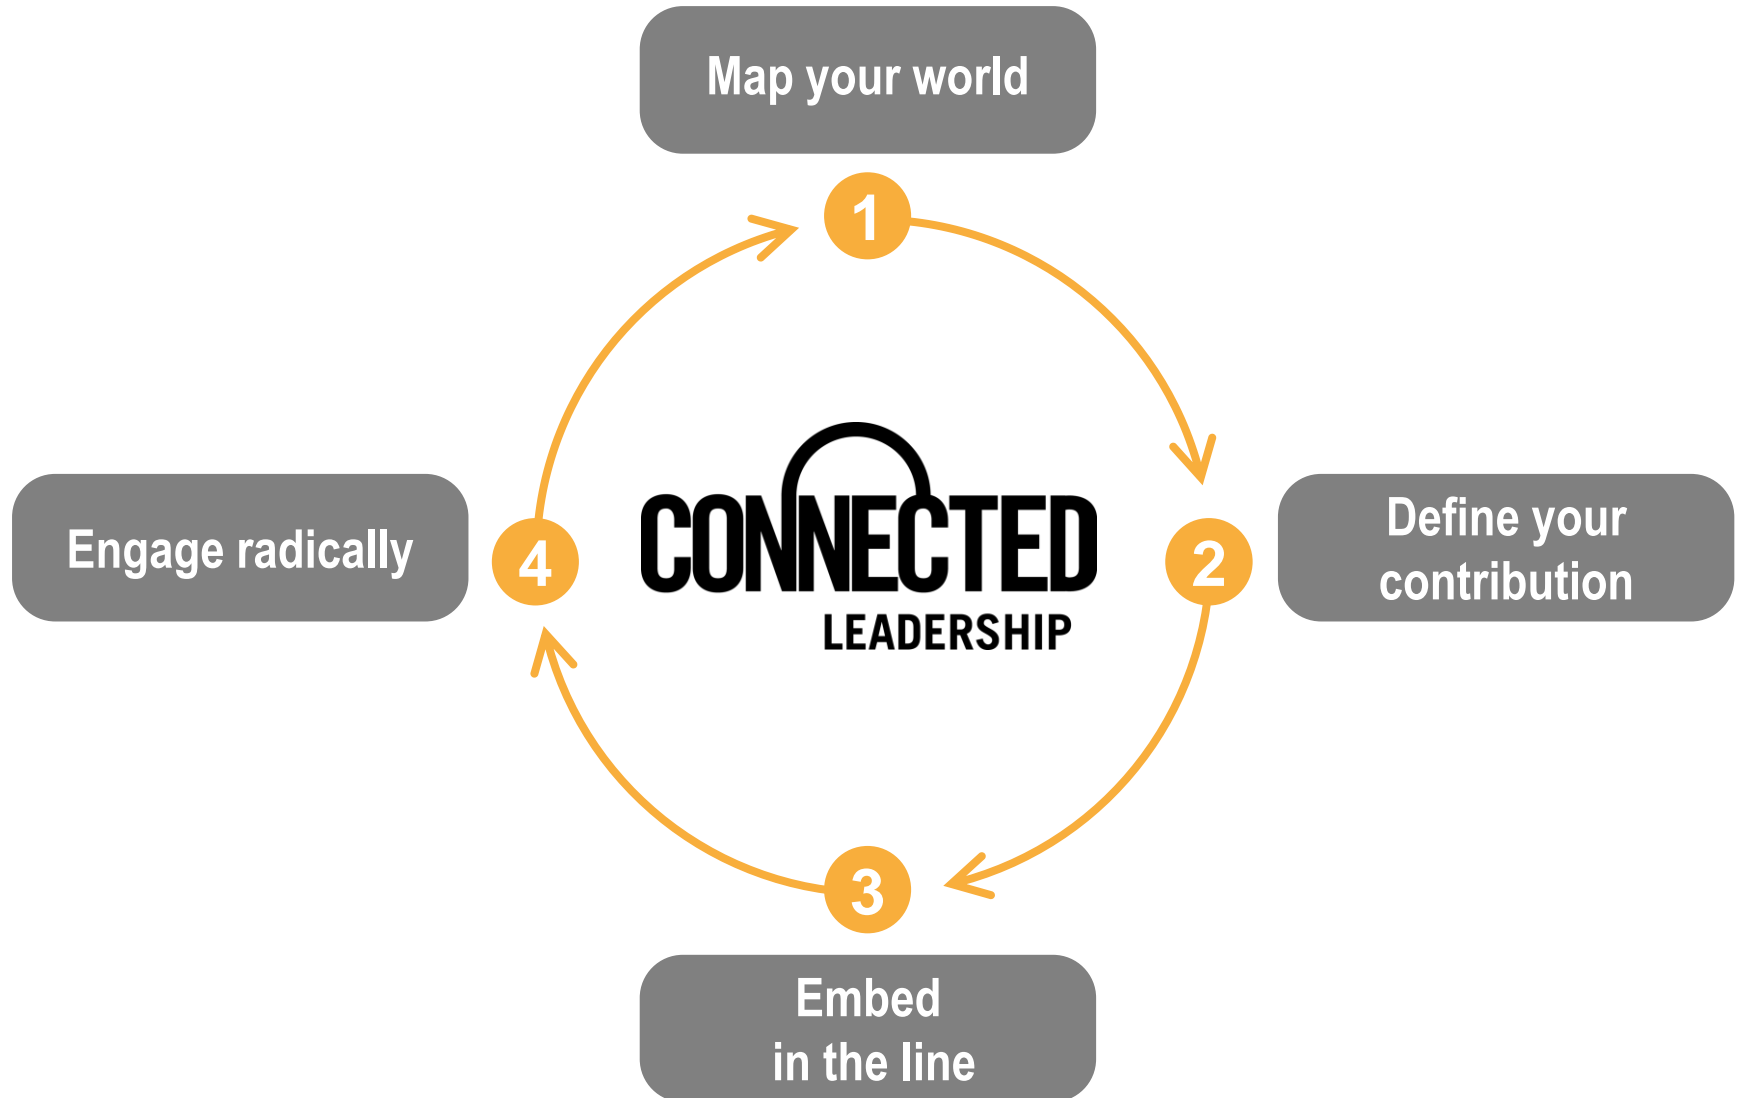 Map your world
1
Engage radically
4
CONNECTED
LEADERSHIP
2
Define your
contribution
3
Embed
in the line